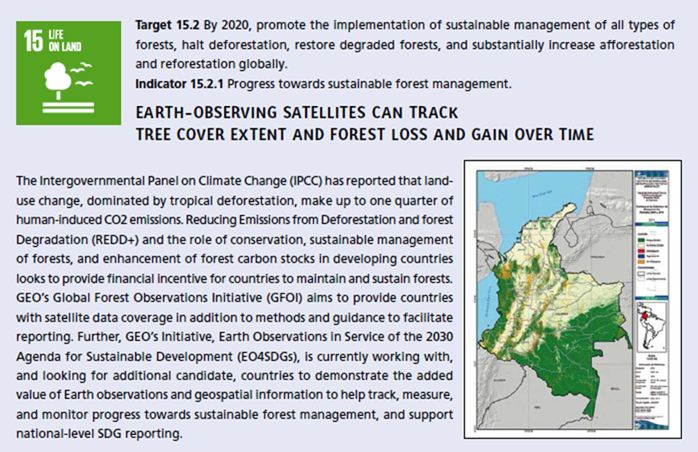 15 LIFE
ON LAND
Target 15.2 By 2020, promote the implementation of sustainable management of all types of
forests, halt deforestation, restore degraded forests, and substantially increase afforestation
and reforestation globally.
Indicator 15.2.1 Progress towards sustainable forest management.
EARTH-OBSERVING SATELLITES CAN TRACK
TREE COVER EXTENT AND FOREST LOSS AND GAIN OVER TIME
The Intergovernmental Panel on Climate Change (IPCC) has reported that land-
use change, dominated by tropical deforestation, make up to one quarter of
human-induced CO2 emissions. Reducing Emissions from Deforestation and forest
Degradation (REDD+) and the role of conservation, sustainable management
of forests, and enhancement of forest carbon stocks in developing countries
looks to provide financial incentive for countries to maintain and sustain forests.
GEO's Global Forest Observations Initiative (GFOI) aims to provide countries
with satellite data coverage in addition to methods and guidance to facilitate
reporting. Further, GEO's Initiative, Earth Observations in Service of the 2030
Agenda for Sustainable Development (EO4SDGs), is currently working with,
and looking for additional candidate, countries to demonstrate the added
value of Earth observations and geospatial information to help track, measure,
and monitor progress towards sustainable forest management, and support
national-level SDG reporting.